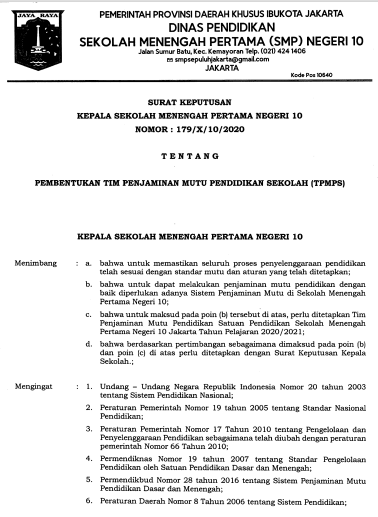 JAYA RAYA
PEMERINTAH PROVINSI DAERAH KHUSUS IBUKOTA JAKARTA
DINAS PENDIDIKAN
SEKOLAH MENENGAH PERTAMA (SMP) NEGERI 10
Jalan Sumur Batu, Kec. Kemayoran Telp. (021) 424 1406
smpsepuluhjakarta@gmail.com
JAKARTA
Kode Pos 10640
SURAT KEPUTUSAN
KEPALA SEKOLAH MENENGAH PERTAMA NEGERI 10
NOMOR : 179/X/10/2020
T E N T A N G
PEMBENTUKAN TIM PENJAMINAN MUTU PENDIDIKAN SEKOLAH (TPMPS)
KEPALA SEKOLAH MENENGAH PERTAMA NEGERI 10
Menimbang : a. bahwa untuk memastikan seluruh proses penyelenggaraan pendidikan
telah sesuai dengan standar mutu dan aturan yang telah ditetapkan;
b. bahwa untuk dapat melakukan penjaminan mutu pendidikan dengan
baik diperlukan adanya Sistem Penjaminan Mutu di Sekolah Menengah
Pertama Negeri 10;
c. bahwa untuk maksud pada poin (b) tersebut di atas, perlu ditetapkan Tim
Penjaminan Mutu Pendidikan Satuan Pendidikan Sekolah Menengah
Pertama Negeri 10 Jakarta Tahun Pelajaran 2020/2021;
d. bahwa berdasarkan pertimbangan sebagaimana dimaksud pada poin (b)
dan poin (c) di atas perlu ditetapkan dengan Surat Keputusan Kepala
Sekolah.;
Mengingat : 1. Undang – Undang Negara Republik Indonesia Nomor 20 tahun 2003
tentang Sistem Pendidikan Nasional;
2. Peraturan Pemerintah Nomor 19 tahun 2005 tentang Standar Nasional
Pendidikan;
3. Peraturan Pemerintah Nomor 17 Tahun 2010 tentang Pengelolaan dan
Penyelenggaraan Pendidikan sebagaimana telah diubah dengan peraturan
pemerintah Nomor 66 Tahun 2010;
4. Permendiknas Nomor 19 tahun 2007 tentang Standar Pengelolaan
Pendidikan oleh Satuan Pendidikan Dasar dan Menengah;
5. Permendikbud Nomor 28 tahun 2016 tentang Sistem Penjaminan Mutu
Pendidikan Dasar dan Menengah;
6. Peraturan Daerah Nomor 8 Tahun 2006 tentang Sistem Pendidikan;